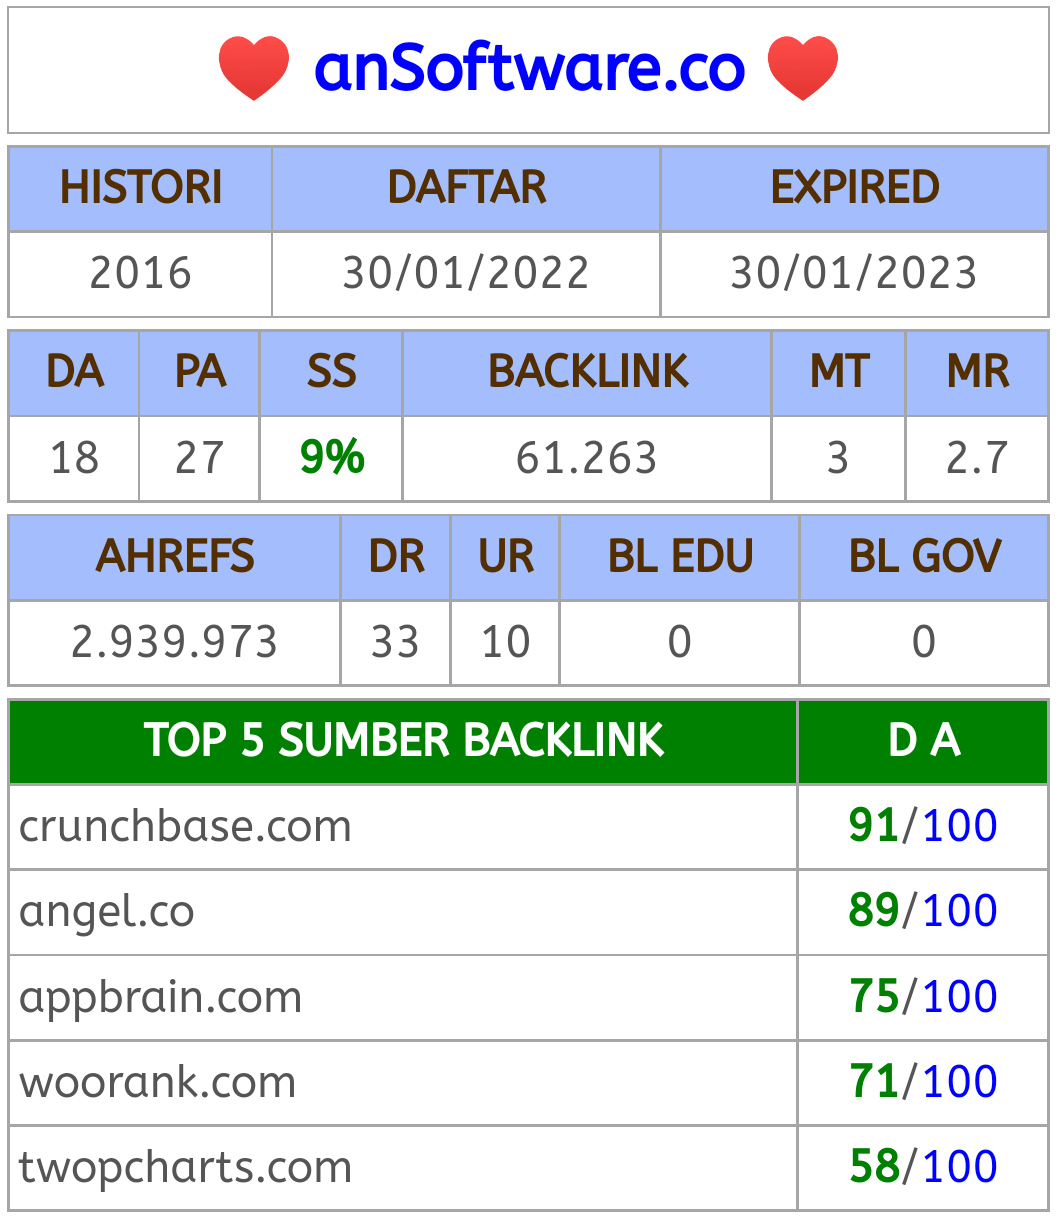 anSoftware.co
HISTORI DAFTAR EXPIRED
2016 30/01/2022 30/01/2023
DA PA SS BACKLINK MT MR
18 27 9% 61.263 3 2.7
AHREFS DR UR BL EDU BL GOV
2.939.973 33 10 0 0
TOP 5 SUMBER BACKLINK D A
crunchbase.com 91/100
angel.co 89/100
appbrain.com 75/100
woorank.com 71/100
twopcharts.com 58/100